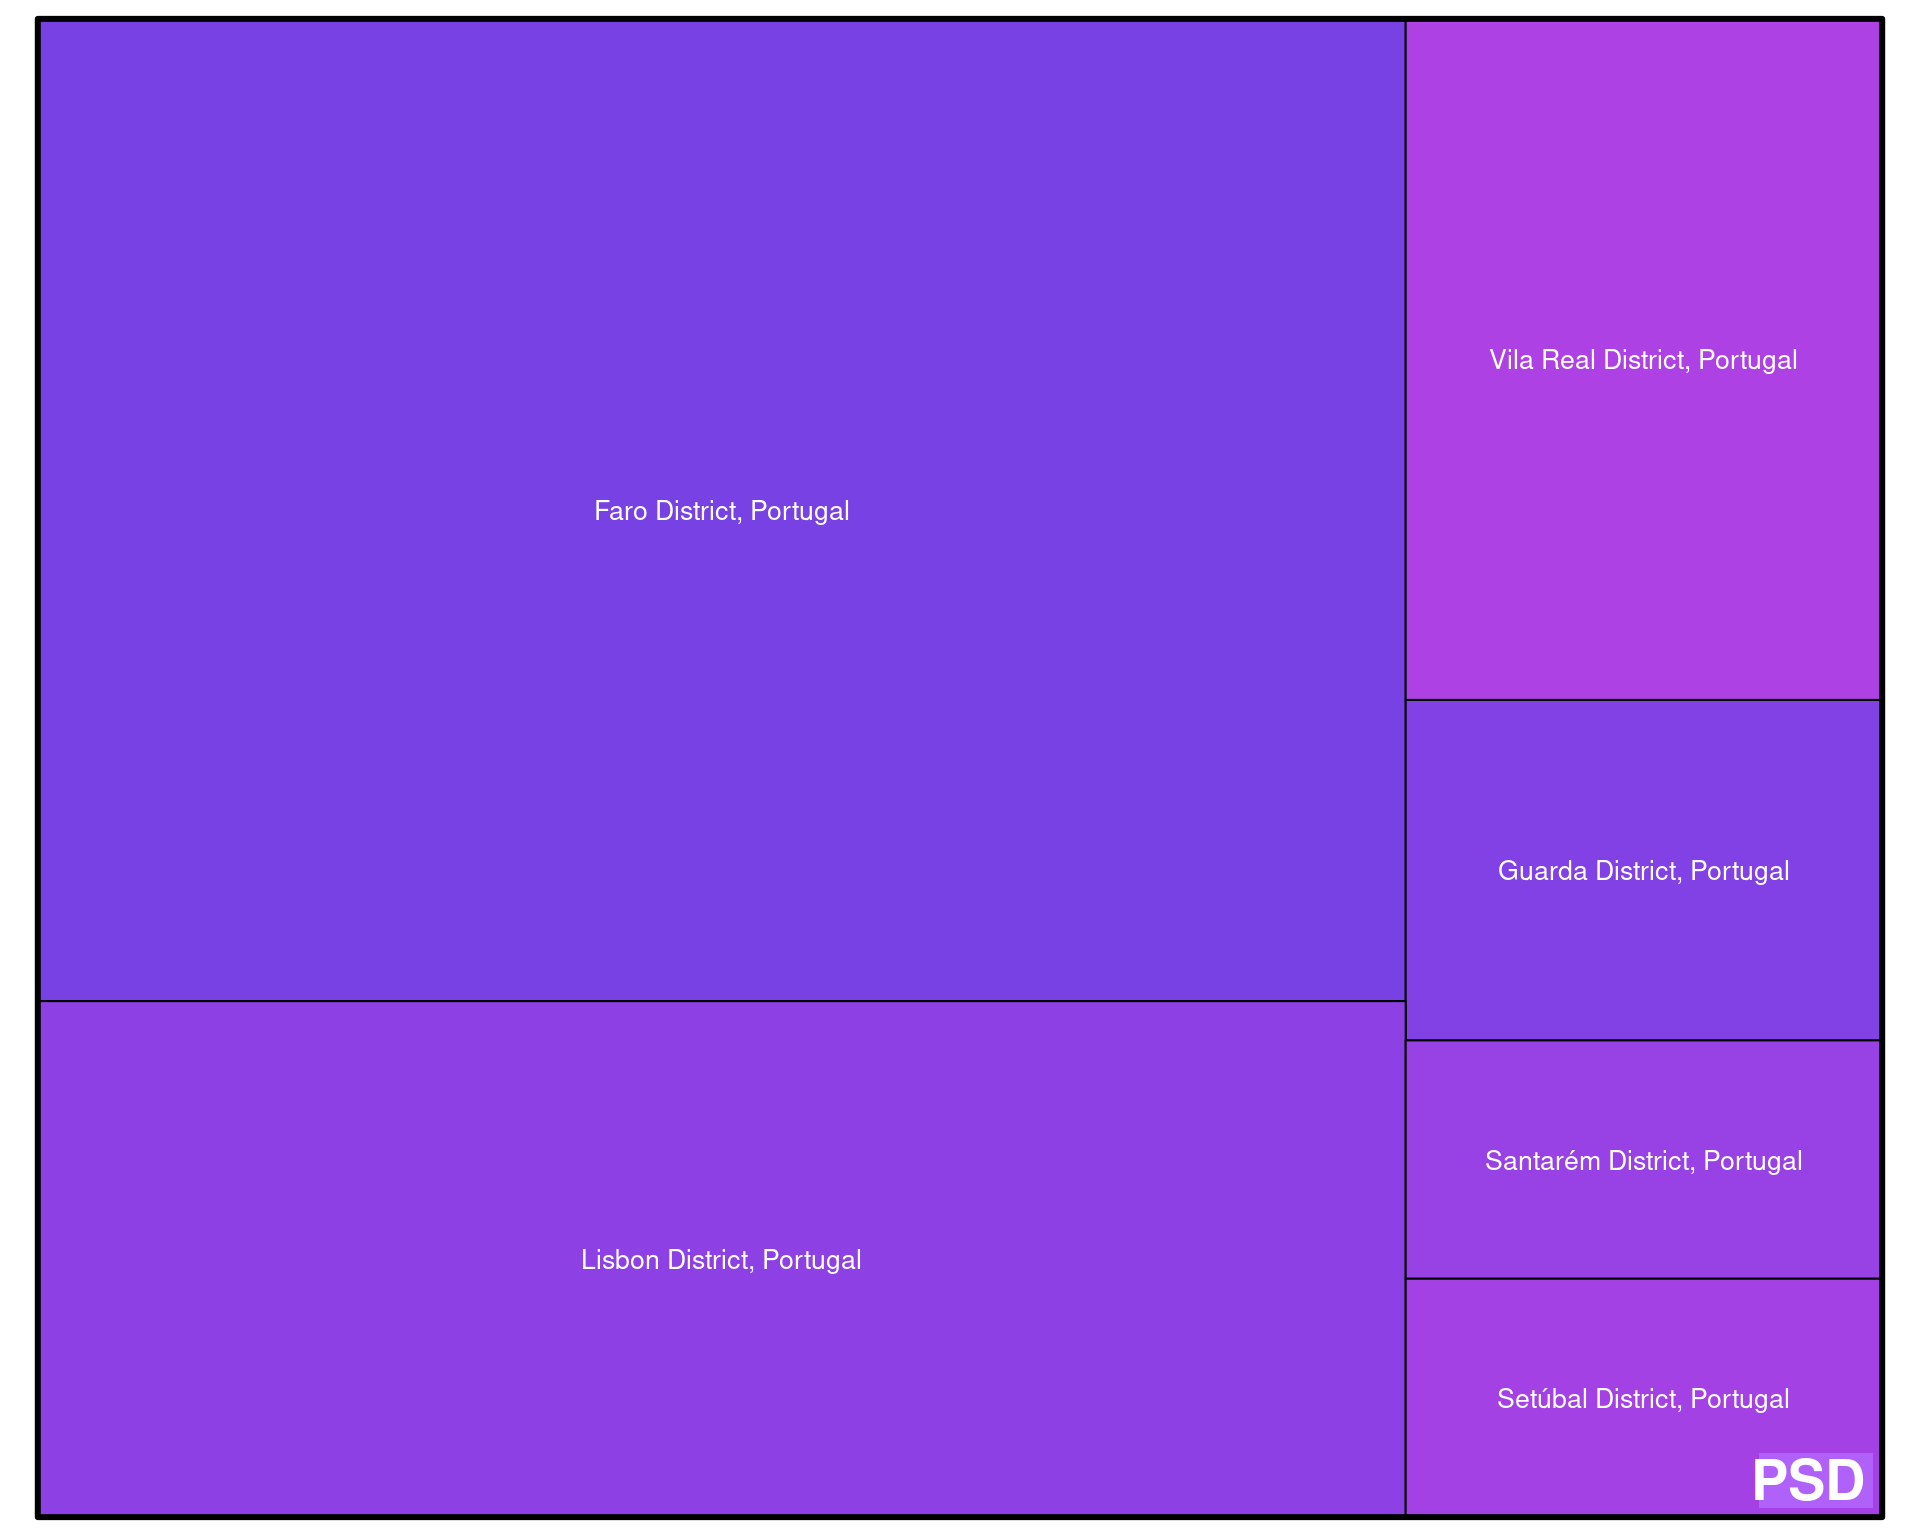 Faro District, Portugal
Lisbon District, Portugal
Vila Real District, Portugal
Guarda District, Portugal
Santarém District, Portugal
Setúbal District, Portugal
PSD